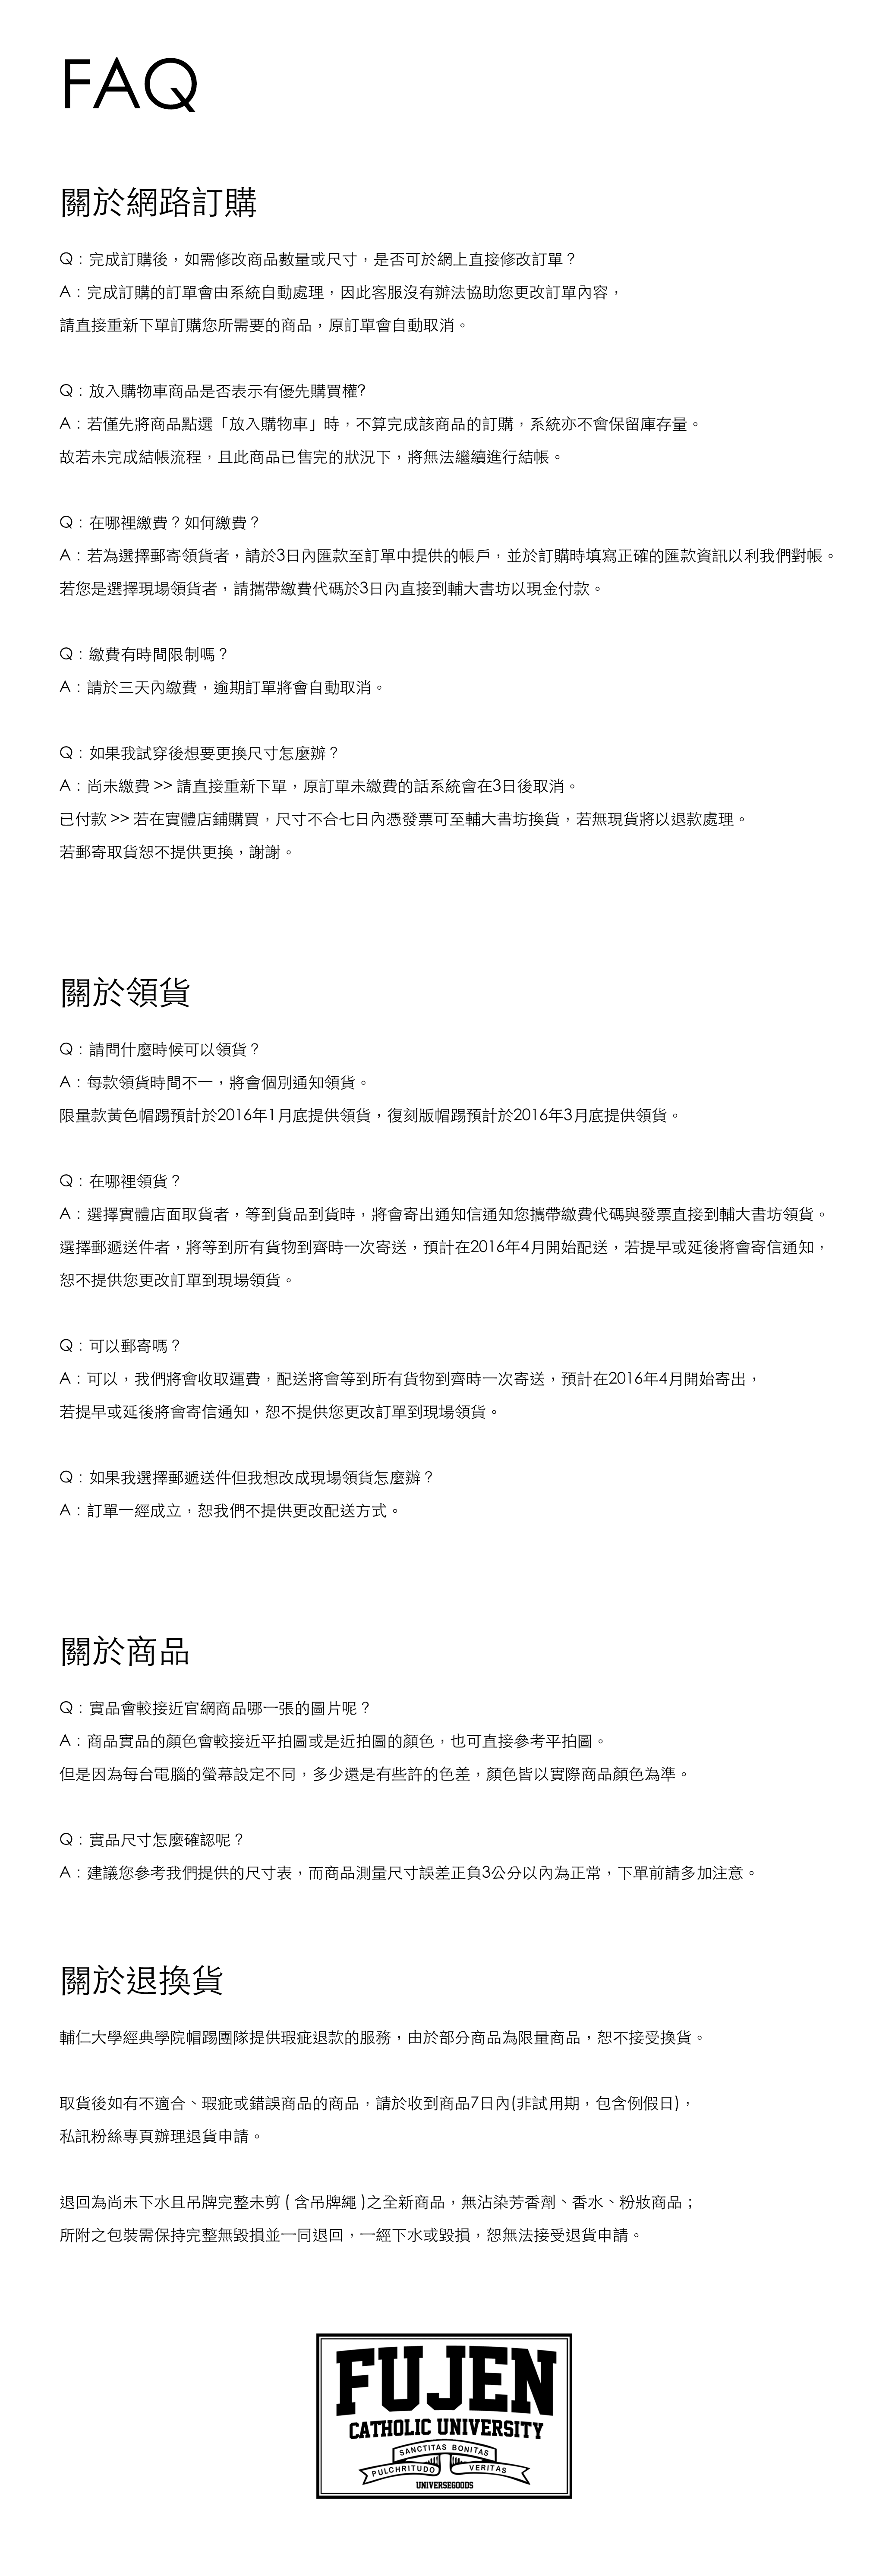 FAQ
關於網路訂購
Q：完成訂購後，如需修改商品數量或尺寸，是否可於網上直接修改訂單？
A：完成訂購的訂單會由系統自動處理，因此客服沒有辦法協助您更改訂單內容，
請直接重新下單訂購您所需要的商品，原訂單會自動取消。
Q：放入購物車商品是否表示有優先購買權?
A：若僅先將商品點選「放入購物車」時，不算完成該商品的訂購，系統亦不會保留庫存量。
故若未完成結帳流程，且此商品已售完的狀況下，將無法繼續進行結帳。
Q：在哪裡繳費？如何繳費？
A：若為選擇郵寄領貨者，請於3日內匯款至訂單中提供的帳戶，並於訂購時填寫正確的匯款資訊以利我們對帳。
若您是選擇現場領貨者，請攜帶繳費代碼於3日內直接到輔大書坊以現金付款。
Q：繳費有時間限制嗎？
A：請於三天內繳費，逾期訂單將會自動取消。
Q：如果我試穿後想要更換尺寸怎麼辦？
A：尚未繳費 >> 請直接重新下單，原訂單未繳費的話系統會在3日後取消。
已付款 >> 若在實體店鋪購買，尺寸不合七日內憑發票可至輔大書坊換貨，若無現貨將以退款處理。
若郵寄取貨恕不提供更換，謝謝。
關於領貨
Q：請問什麼時候可以領貨？
A：每款領貨時間不一，將會個別通知領貨。
限量款黃色帽踢預計於2016年1月底提供領貨，復刻版帽踢預計於2016年3月底提供領貨。
Q：在哪裡領貨？
A：選擇實體店面取貨者，等到貨品到貨時，將會寄出通知信通知您攜帶繳費代碼與發票直接到輔大書坊領貨。
選擇郵遞送件者，將等到所有貨物到齊時一次寄送，預計在2016年4月開始配送，若提早或延後將會寄信通知，
恕不提供您更改訂單到現場領貨。
Q：可以郵寄嗎？
A：可以，我們將會收取運費，配送將會等到所有貨物到齊時一次寄送，預計在2016年4月開始寄出，
若提早或延後將會寄信通知，恕不提供您更改訂單到現場領貨。
Q：如果我選擇郵遞送件但我想改成現場領貨怎麼辦？
A：訂單一經成立，恕我們不提供更改配送方式。
關於商品
Q：實品會較接近官網商品哪一張的圖片呢？
A：商品實品的顏色會較接近平拍圖或是近拍圖的顏色，也可直接參考平拍圖。
但是因為每台電腦的螢幕設定不同，多少還是有些許的色差，顏色皆以實際商品顏色為準。
Q：實品尺寸怎麼確認呢？
A：建議您參考我們提供的尺寸表，而商品測量尺寸誤差正負3公分以內為正常，下單前請多加注意。
關於退換貨
輔仁大學經典學院帽踢團隊提供瑕疵退款的服務，由於部分商品為限量商品，恕不接受換貨。
取貨後如有不適合、瑕疵或錯誤商品的商品，請於收到商品7日內(非試用期，包含例假日)，
私訊粉絲專頁辦理退貨申請。
退回為尚未下水且吊牌完整未剪 ( 含吊牌繩 )之全新商品，無沾染芳香劑、香水、粉妝商品；
所附之包裝需保持完整無毀損並一同退回，一經下水或毀損，恕無法接受退貨申請。
FUJEN
CATHOLIC UNIVERSITY
SANCTITAS BONITAS
PULCHRITUDO VERITAS
UNIVERSEGOODS